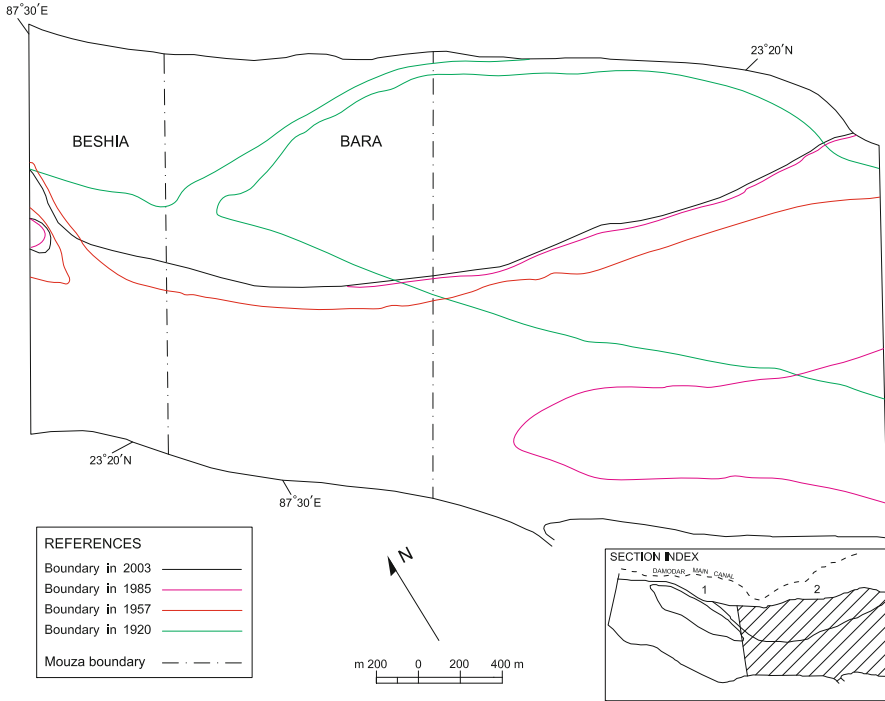 87°30′E
23°20′N
BESHIA
BARA
23°20′N
87°30′E
REFERENCES
Boundary in 2003
Boundary in 1985
Boundary in 1957
Boundary in 1920
Mouza boundary
N
m 200 0 200 400 m
SECTION INDEX
DAMODAR MAIN CANAL
1 2